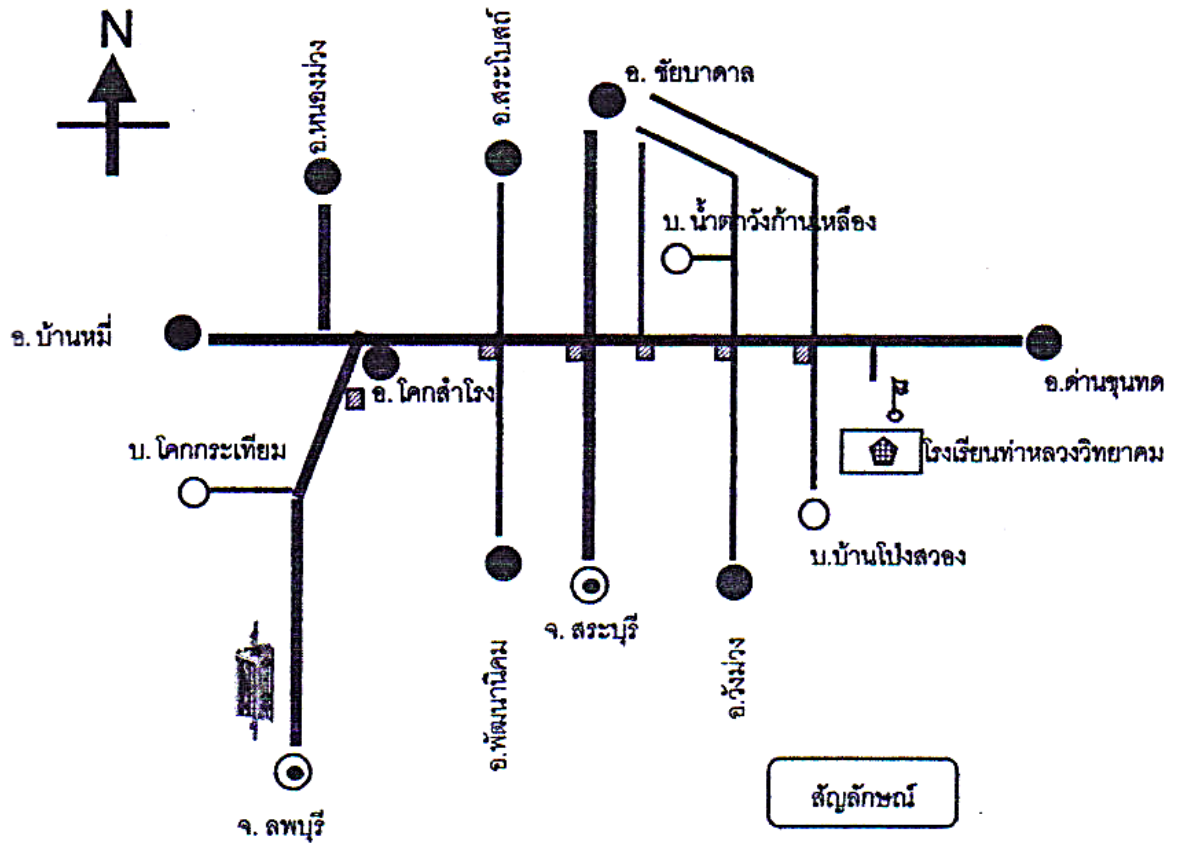 N
อ.หนองม่วง
อ.สระโบสถ์
อ. ชัยบาดาล
บ. น้ำตาวังก้านเหลือง
อ. บ้านหมี่
อ. โคกสำโรง
อ.ด่านขุนทด
บ. โคกกระเทียม
โรงเรียนท่าหลวงวิทยาคม
บ.บ้านโป่งสวอง
จ. สระบุรี
อ.พัฒนานิคม
อ.วังม่วง
จ. ลพบุรี
สัญลักษณ์